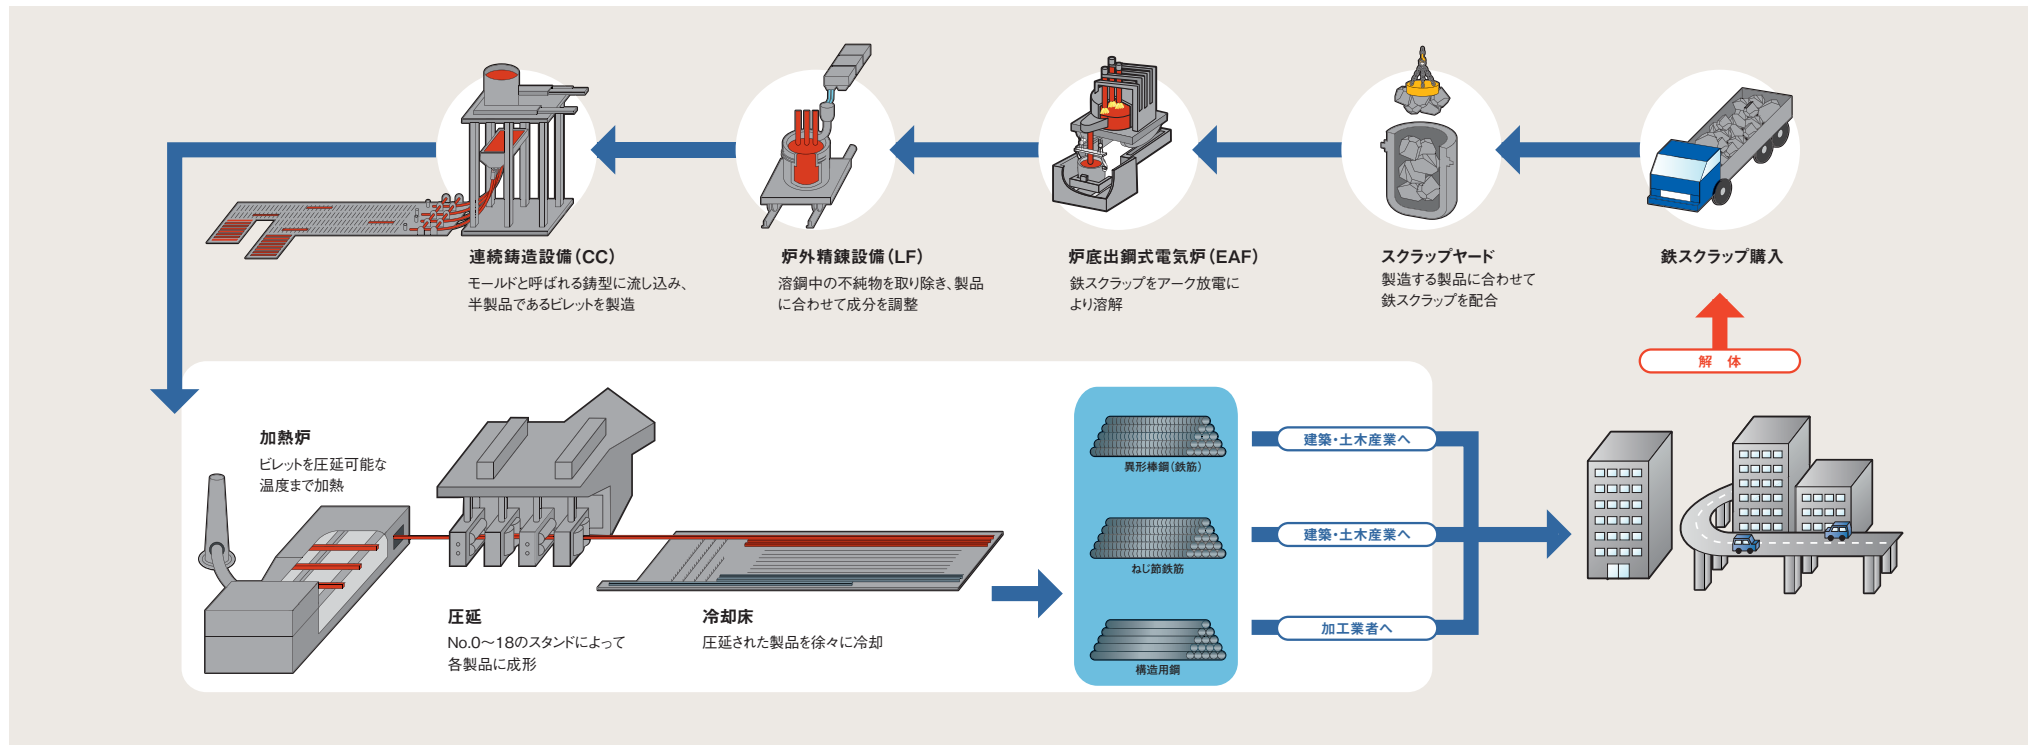 連続鋳造設備（CC）
モールドと呼ばれる鋳型に流し込み、
半製品であるビレットを製造
炉外精錬設備（LF）
溶鋼中の不純物を取り除き、製品
に合わせて成分を調整
炉底出鋼式電気炉（EAF）
鉄スクラップをアーク放電に
より溶解
スクラップヤード
製造する製品に合わせて
鉄スクラップを配合
鉄スクラップ購入
解 体
加熱炉
ビレットを圧延可能な
温度まで加熱
圧延
No.0〜18のスタンドによって
各製品に成形
冷却床
圧延された製品を徐々に冷却
異形棒鋼（鉄筋）
ねじ節鉄筋
構造用鋼
建築・土木産業へ
建築・土木産業へ
加工業者へ